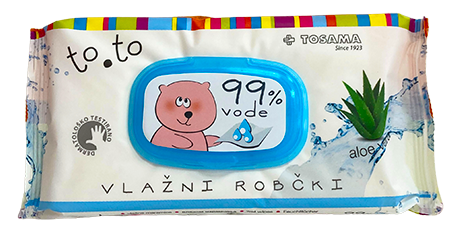 to.to
TOSAMA
Since 1923
99%
vode
DERMATOLOŠKO TESTIRANO
aloe
VLAŽNI ROBČKI